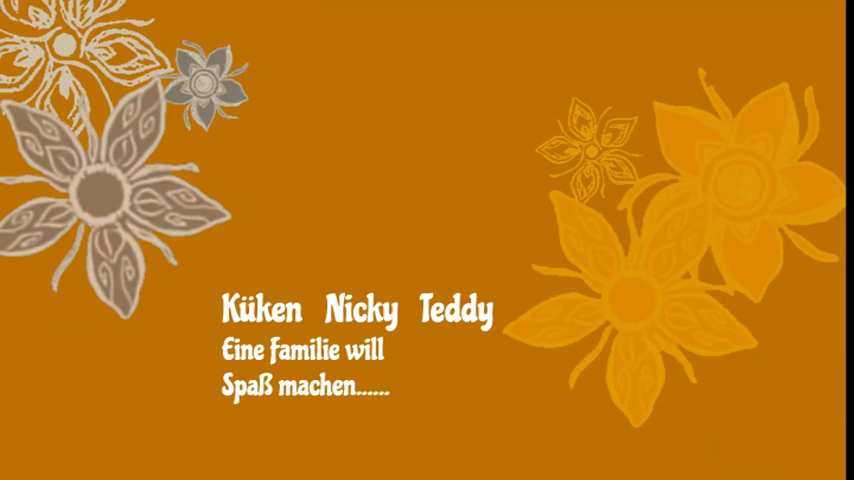 Küken Nicky Teddy
Eine Familie will
Spaß machen......